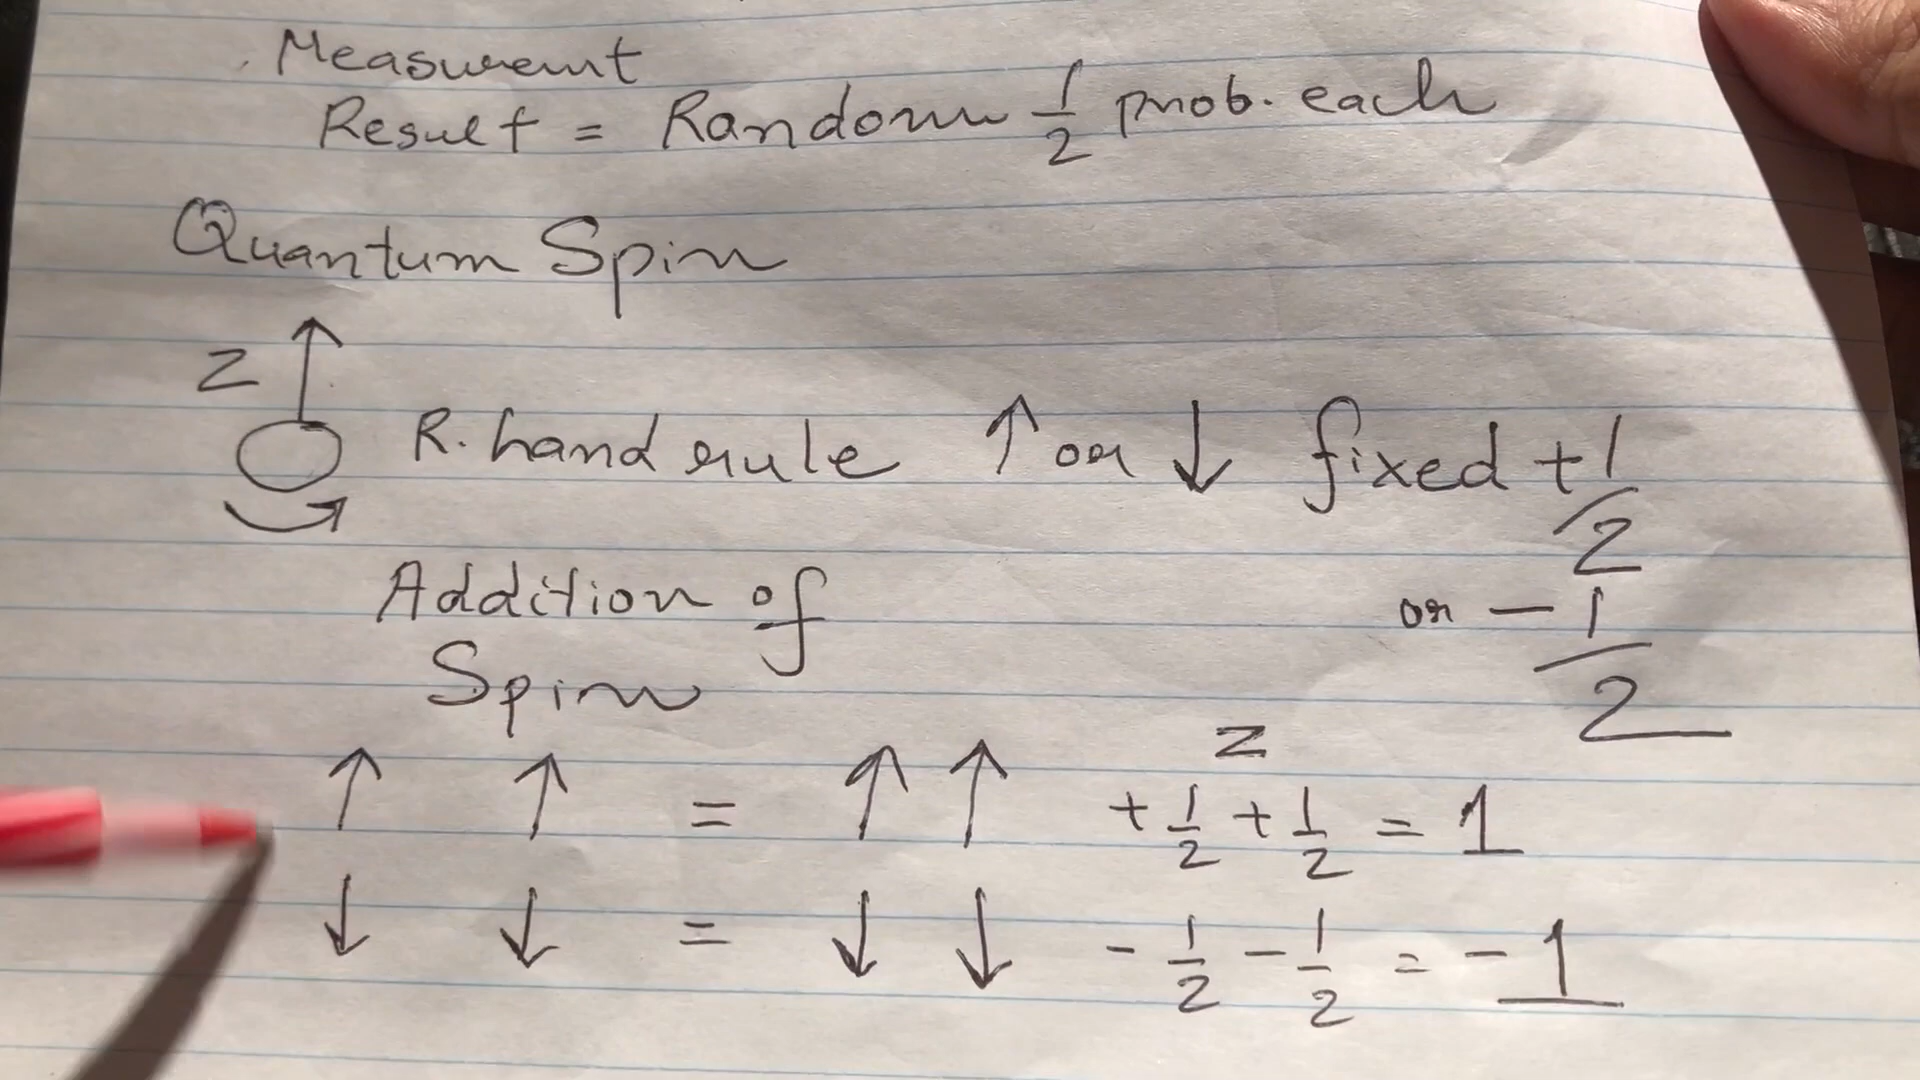 Measurement
Result = Random 1/2 prob. each
Quantum Spin
Z
R. hand rule ↑ or ↓ fixed +1/2
or -1/2
Addition of
Spin
Z
↑ ↑ = ↑ ↑ +1/2 + 1/2 = 1
↓ ↓ = ↓ ↓ -1/2 - 1/2 = -1